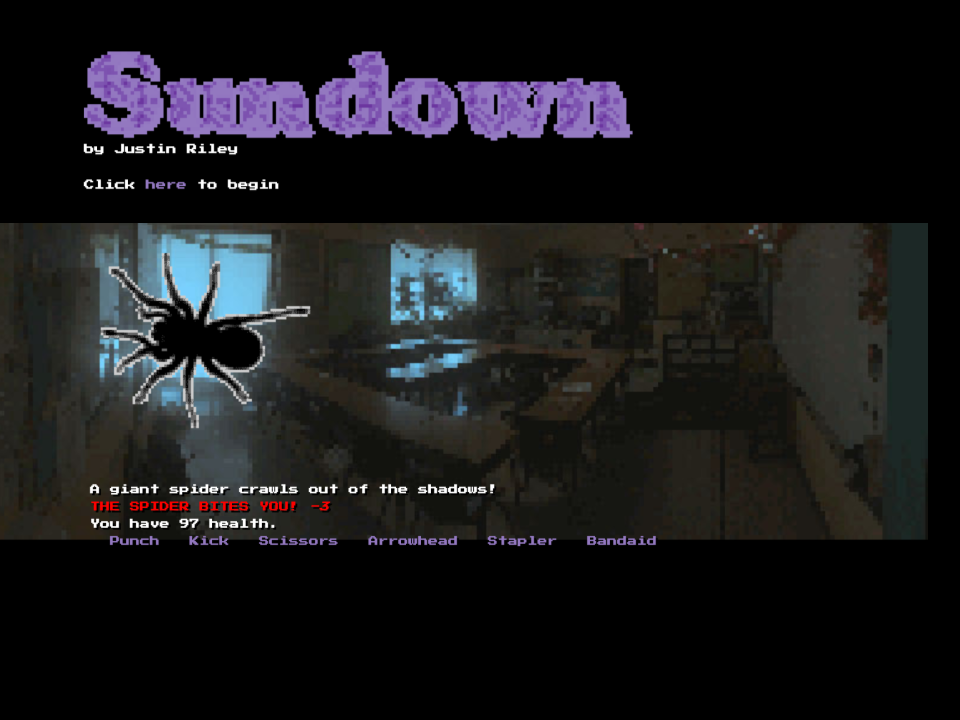 Sundown
by Justin Riley
Click here to begin
A giant spider crawls out of the shadows!
THE SPIDER BITES YOU! -3
You have 97 health.
Punch Kick Scissors Arrowhead Stapler Bandaid